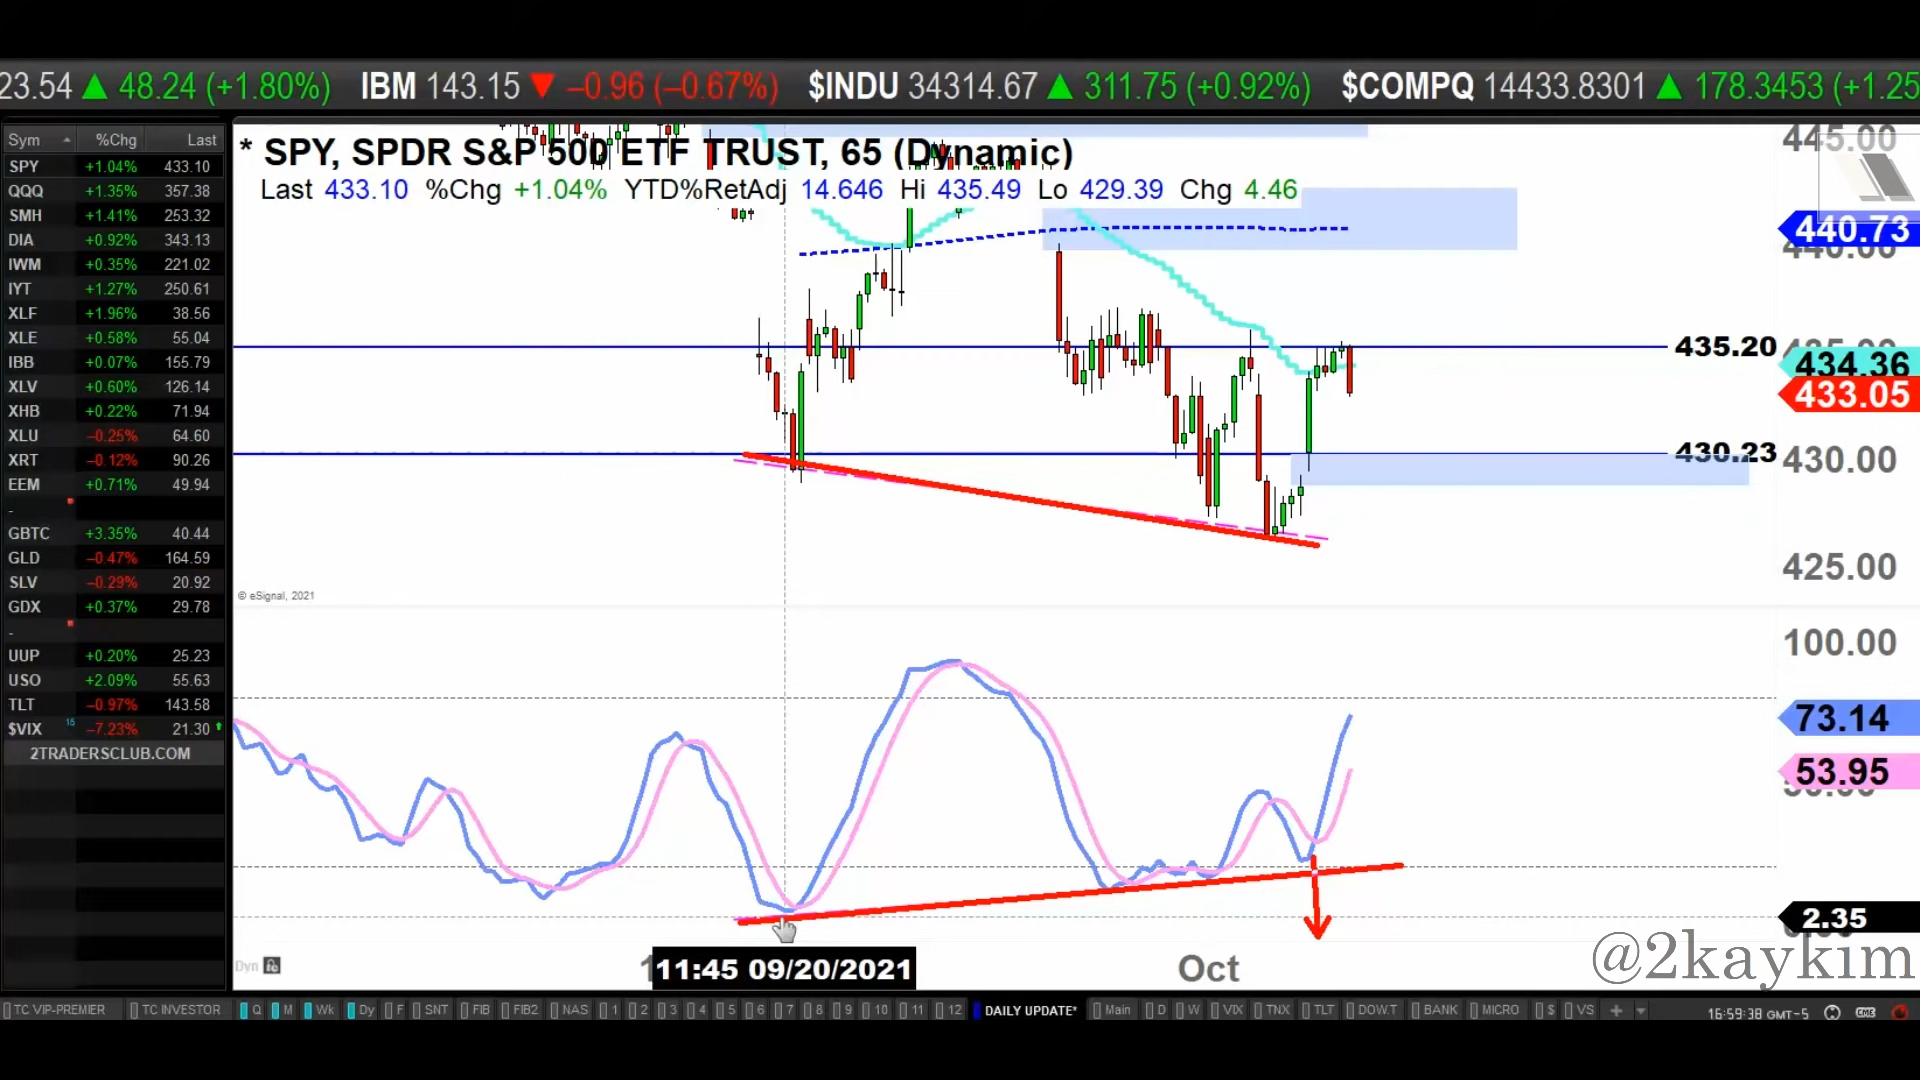 23.54 ▲ 48.24 (+1.80%) IBM 143.15 ▼ –0.96 (–0.67%) $INDU 34314.67 ▲ 311.75 (+0.92%) $COMPQ 14433.8301 ▲ 178.3453 (+1.25
Sym %Chg Last
SPY +1.04% 433.10
QQQ +1.35% 357.38
SMH +1.41% 253.32
DIA +0.92% 343.13
IWM +0.35% 221.02
IYT +1.27% 250.61
XLF +1.96% 38.56
XLE +0.58% 55.04
IBB +0.07% 155.79
XLV +0.60% 126.14
XHB +0.22% 71.94
XLU –0.25% 64.60
XRT –0.12% 90.26
EEM +0.71% 49.94
-
GBTC +3.35% 40.44
GLD –0.47% 164.59
SLV –0.29% 20.92
GDX +0.37% 29.78
-
UUP +0.20% 25.23
USO +2.09% 55.63
TLT –0.97% 143.58
$VIX 15 –7.23% 21.30
2TRADERSCLUB.COM
* SPY, SPDR S&P 500 ETF TRUST, 65 (Dynamic)
Last 433.10 %Chg +1.04% YTD%RetAdj 14.646 Hi 435.49 Lo 429.39 Chg 4.46
445.00
440.73
440.00
435.20
434.36
433.05
430.23
430.00
425.00
© eSignal, 2021
100.00
73.14
53.95
2.35
@2kaykim
Dyn
11:45 09/20/2021
Oct
TC VIP-PREMIER TC INVESTOR Q M Wk Dy F SNT FIB FIB2 NAS 1 2 3 4 5 6 7 8 9 10 11 12 DAILY UPDATE* Main D W VIX TNX TLT DOW.T BANK MICRO $ VS + 16:59:38 GMT-5 CME